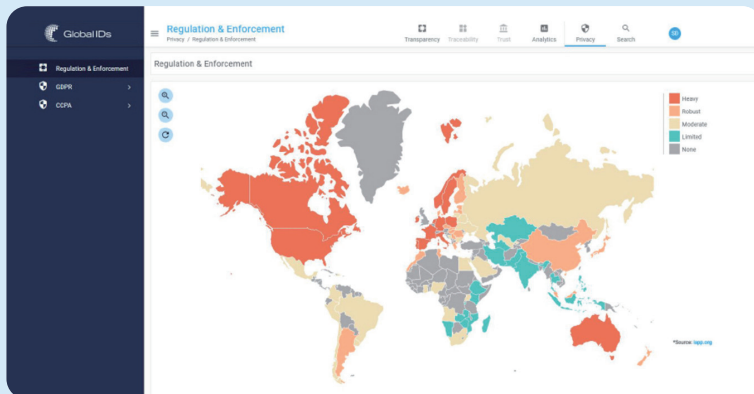 Global IDs
Regulation & Enforcement
Privacy / Regulation & Enforcement
Transparency
Traceability
Trust
Analytics
Privacy
Search
SD
Regulation & Enforcement
GDPR
CCPA
Regulation & Enforcement
Heavy
Robust
Moderate
Limited
None
*Source: iapp.org